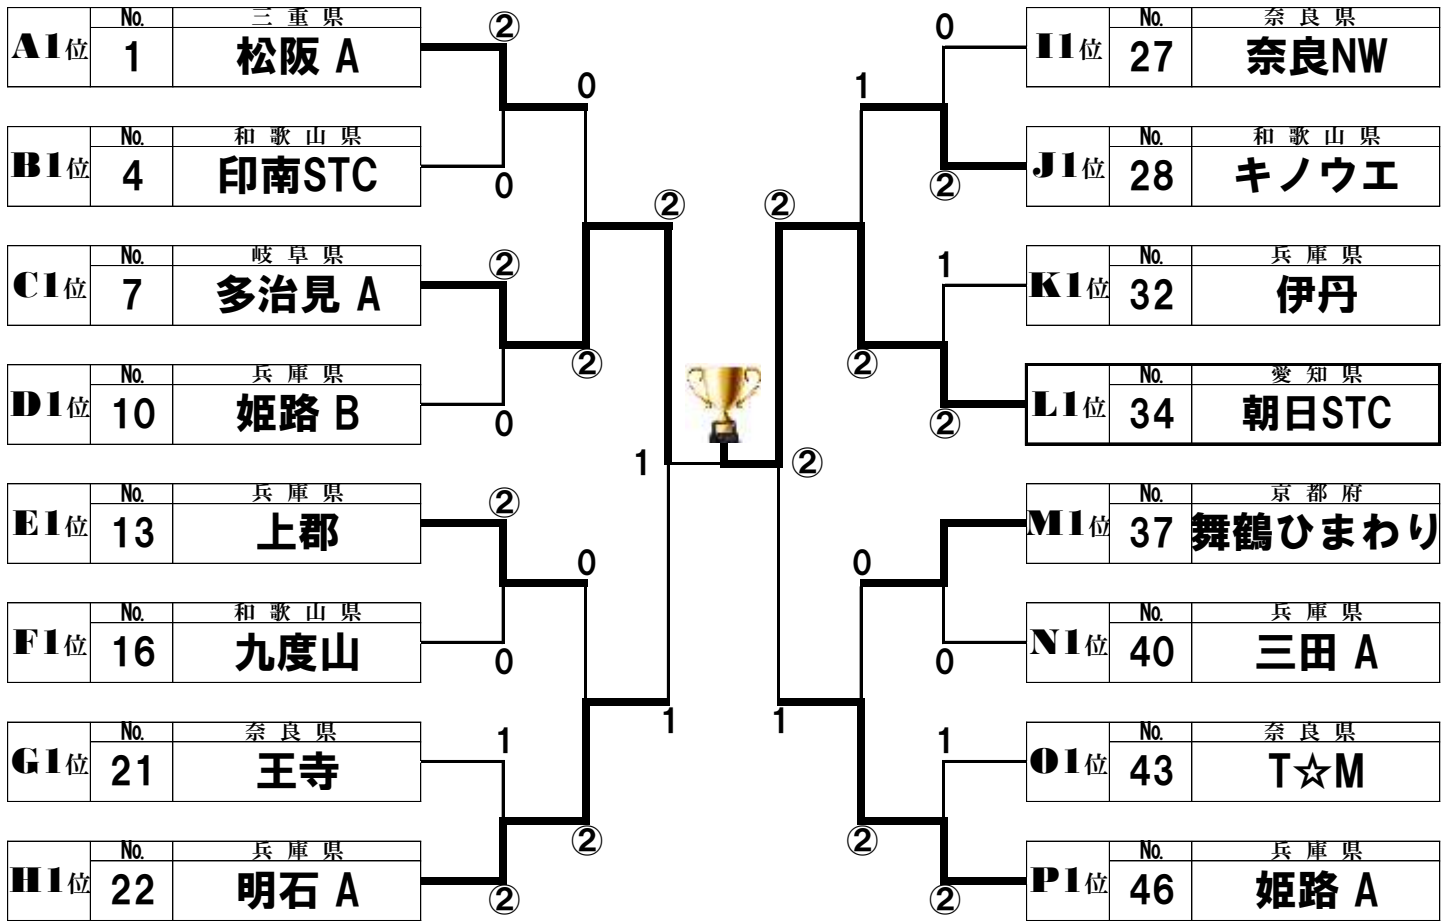 No. 三重県
A1位 1 松阪 A
No. 和歌山県
B1位 4 印南STC
No. 岐阜県
C1位 7 多治見 A
No. 兵庫県
D1位 10 姫路 B
No. 兵庫県
E1位 13 上郡
No. 和歌山県
F1位 16 九度山
No. 奈良県
G1位 21 王寺
No. 兵庫県
H1位 22 明石 A
②
0
0
②
②
②
0
1
②
0
0
1
1
②
②
0
1
②
②
1
②
②
②
0
0
1
1
②
②
No. 奈良県
I1位 27 奈良NW
No. 和歌山県
J1位 28 キノウエ
No. 兵庫県
K1位 32 伊丹
No. 愛知県
L1位 34 朝日STC
No. 京都府
M1位 37 舞鶴ひまわり
No. 兵庫県
N1位 40 三田 A
No. 奈良県
O1位 43 T☆M
No. 兵庫県
P1位 46 姫路 A